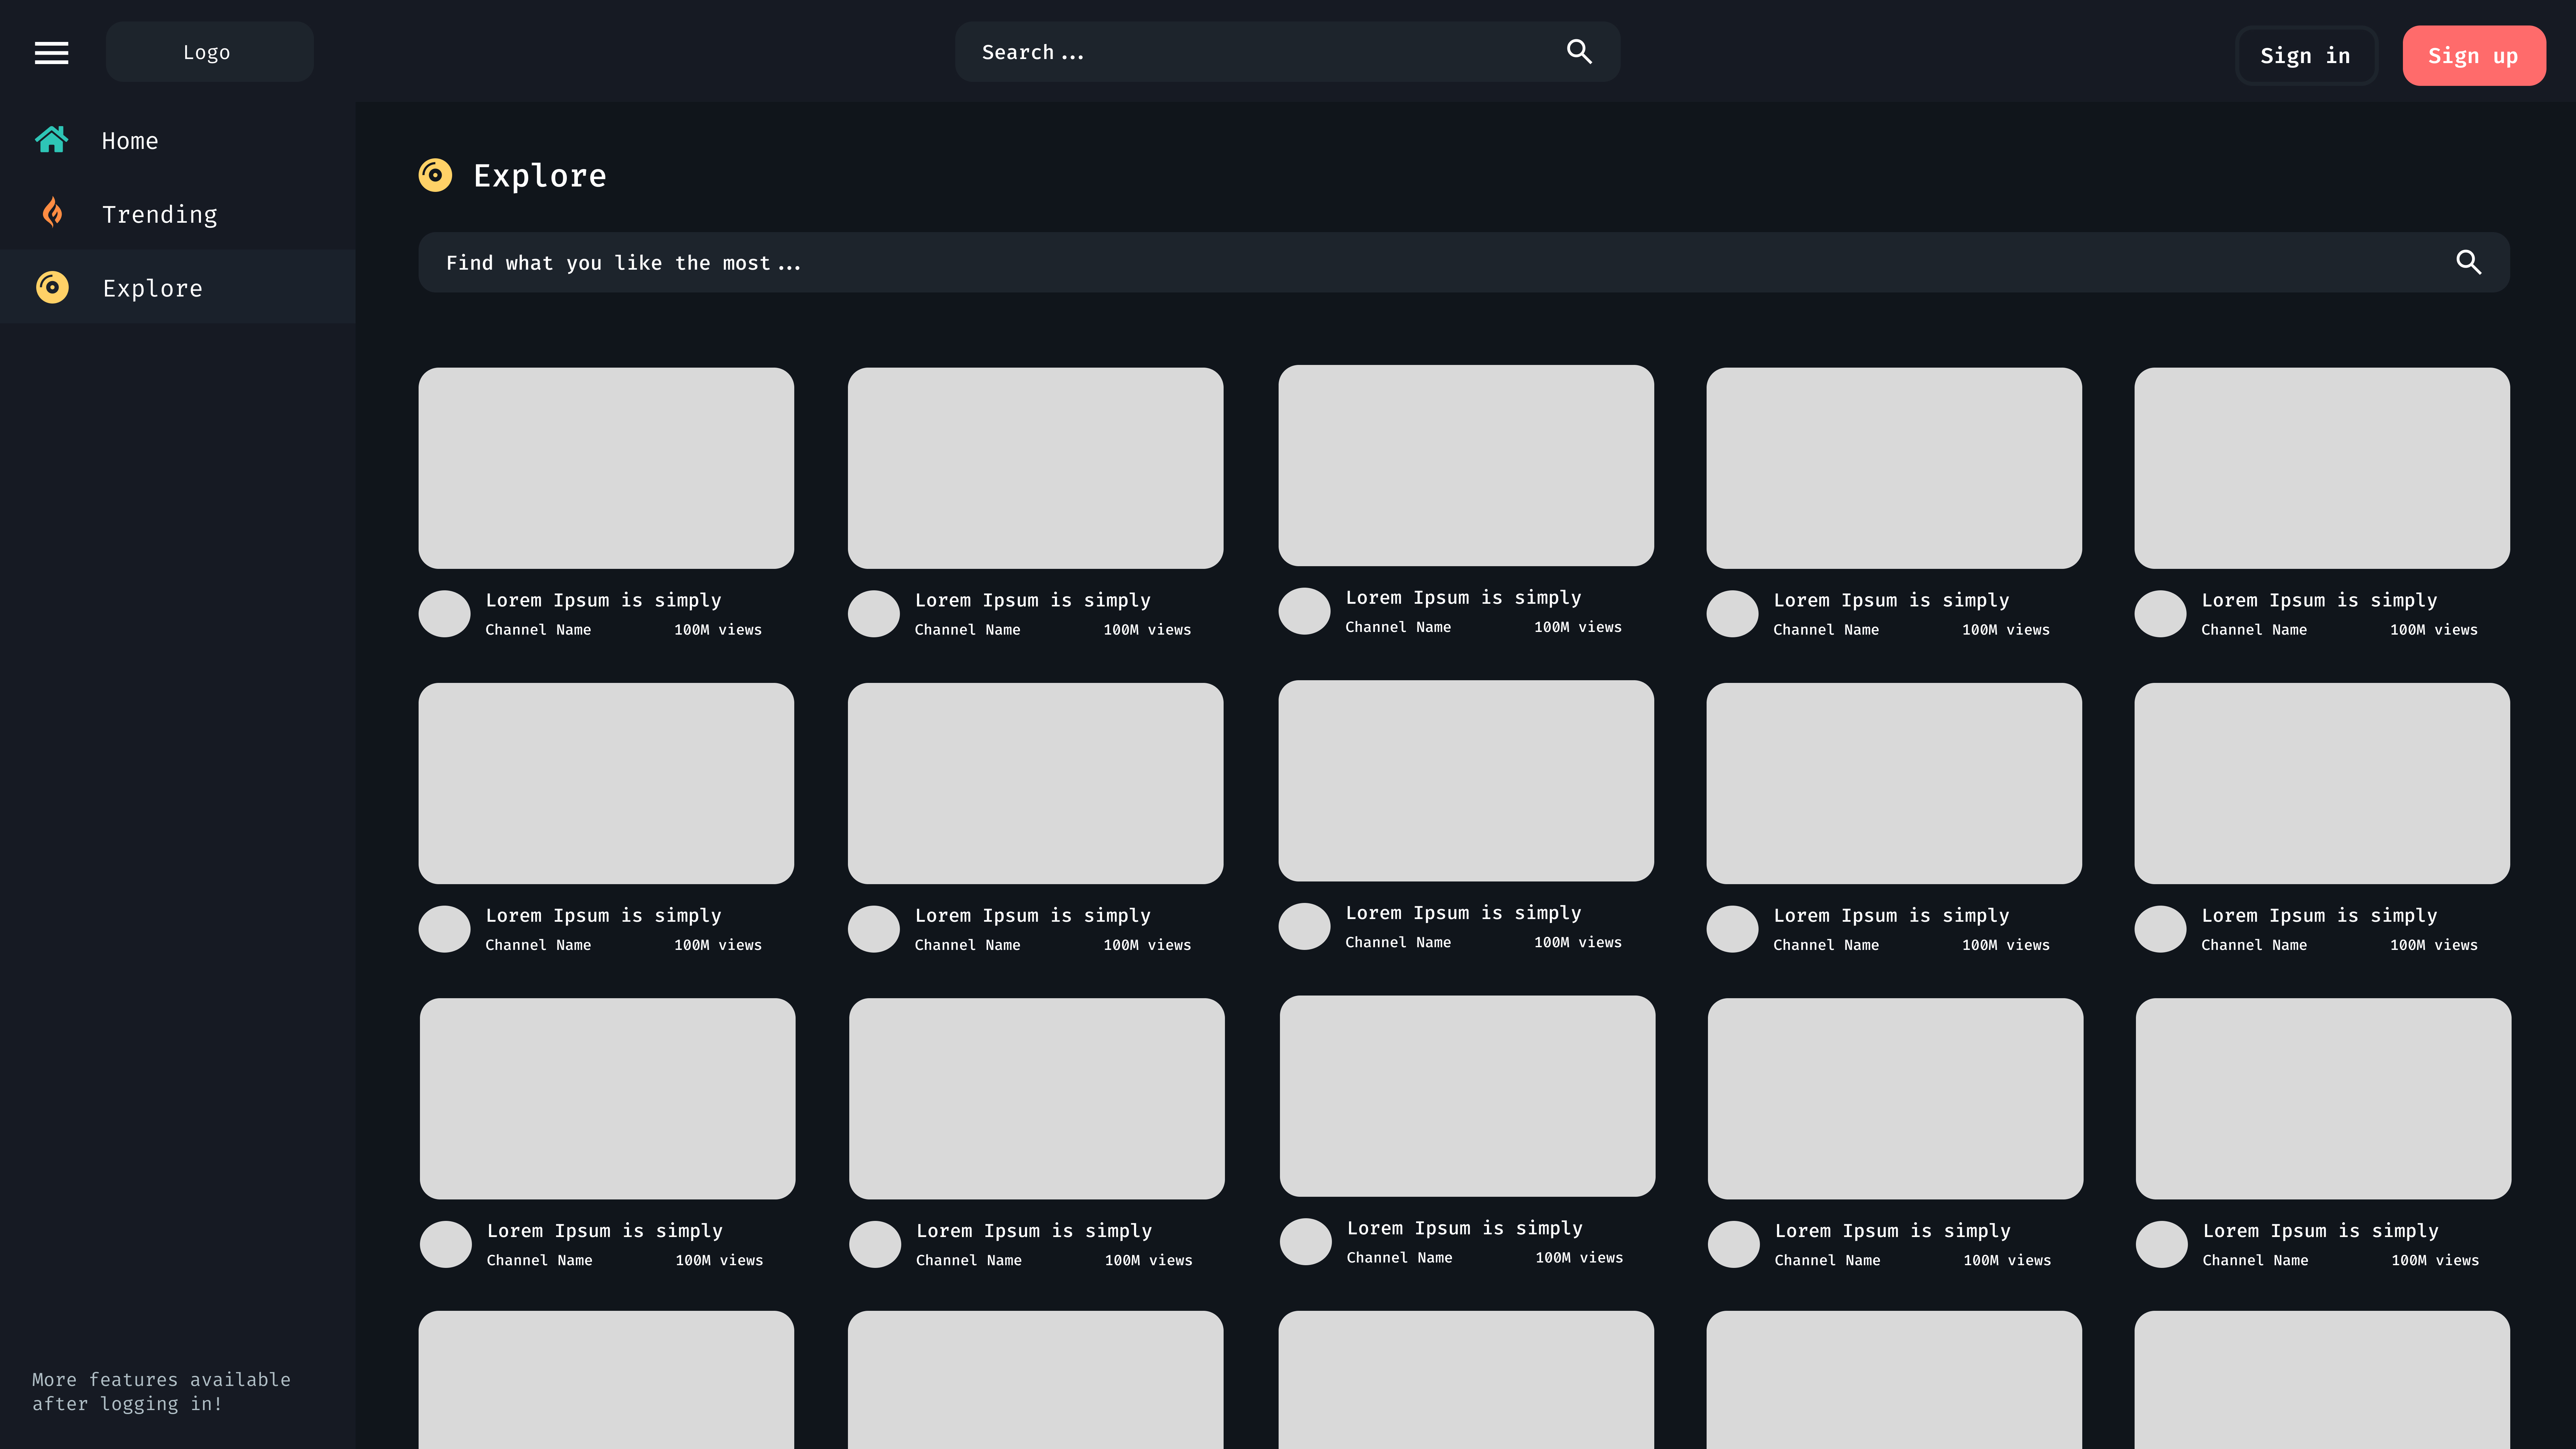 Logo
Search...
Sign in
Sign up
Home
Trending
Explore
Explore
Find what you like the most...
Lorem Ipsum is simply
Channel Name 100M views
Lorem Ipsum is simply
Channel Name 100M views
Lorem Ipsum is simply
Channel Name 100M views
Lorem Ipsum is simply
Channel Name 100M views
Lorem Ipsum is simply
Channel Name 100M views
Lorem Ipsum is simply
Channel Name 100M views
Lorem Ipsum is simply
Channel Name 100M views
Lorem Ipsum is simply
Channel Name 100M views
Lorem Ipsum is simply
Channel Name 100M views
Lorem Ipsum is simply
Channel Name 100M views
Lorem Ipsum is simply
Channel Name 100M views
Lorem Ipsum is simply
Channel Name 100M views
Lorem Ipsum is simply
Channel Name 100M views
Lorem Ipsum is simply
Channel Name 100M views
Lorem Ipsum is simply
Channel Name 100M views
More features available
after logging in!